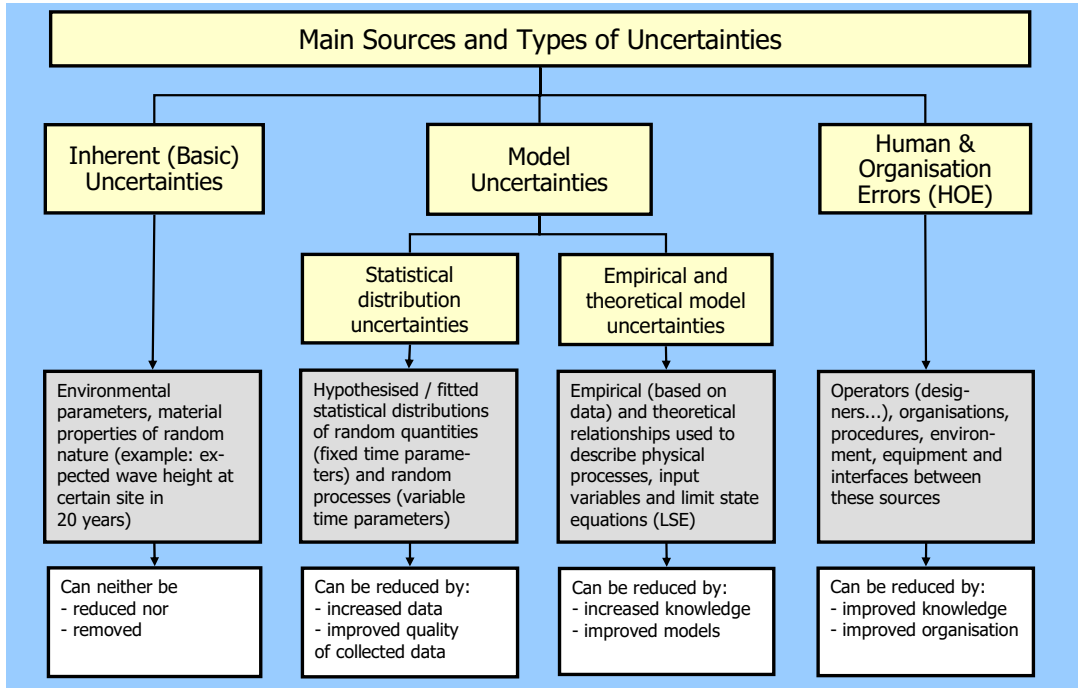 Main Sources and Types of Uncertainties
Inherent (Basic)
Uncertainties
Model
Uncertainties
Human &
Organisation
Errors (HOE)
Statistical
distribution
uncertainties
Empirical and
theoretical model
uncertainties
Environmental
parameters, material
properties of random
nature (example: ex-
pected wave height at
certain site in
20 years)
Hypothesised / fitted
statistical distributions
of random quantities
(fixed time parame-
ters) and random
processes (variable
time parameters)
Empirical (based on
data) and theoretical
relationships used to
describe physical
processes, input
variables and limit state
equations (LSE)
Operators (desig-
ners...), organisations,
procedures, environ-
ment, equipment and
interfaces between
these sources
Can neither be
- reduced nor
- removed
Can be reduced by:
- increased data
- improved quality
of collected data
Can be reduced by:
- increased knowledge
- improved models
Can be reduced by:
- improved knowledge
- improved organisation